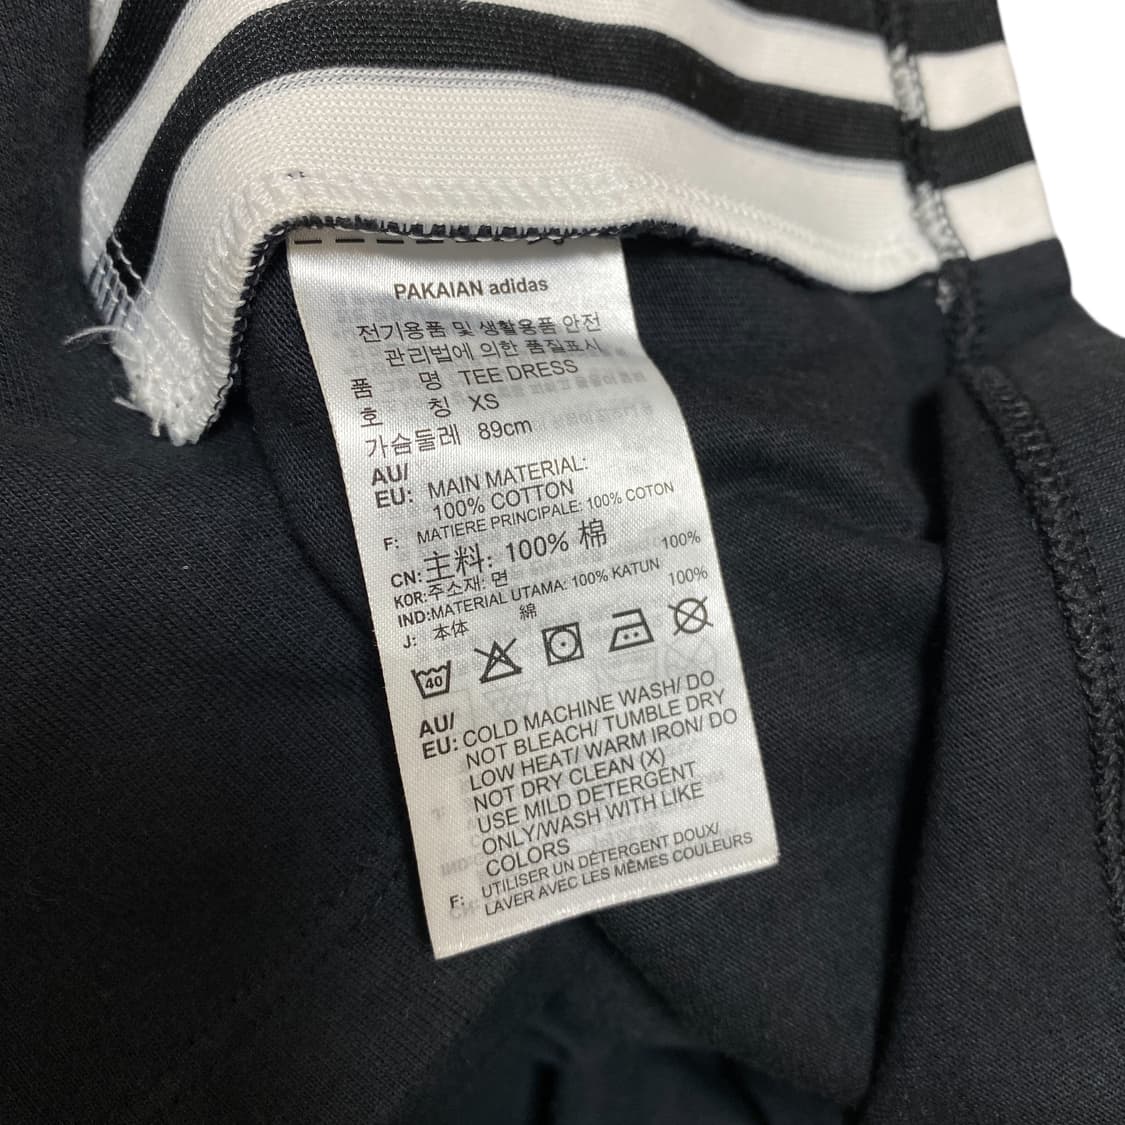 PAKAIAN adidas
전기용품 및 생활용품 안전
관리법에 의한 품질표시
품 명 TEE DRESS
호 칭 XS
가슴둘레 89cm
AU/
EU: MAIN MATERIAL:
100% COTTON
F: MATIERE PRINCIPALE: 100% COTON
CN: 主料: 100% 棉
KOR: 주소재: 면 100%
IND: MATERIAL UTAMA: 100% KATUN
J: 本体 綿 100%
40
AU/
EU: COLD MACHINE WASH/ DO
NOT BLEACH/ TUMBLE DRY
LOW HEAT/ WARM IRON/ DO
NOT DRY CLEAN (X)
USE MILD DETERGENT
ONLY/WASH WITH LIKE
COLORS
F: UTILISER UN DÉTERGENT DOUX/
LAVER AVEC LES MÊMES COULEURS